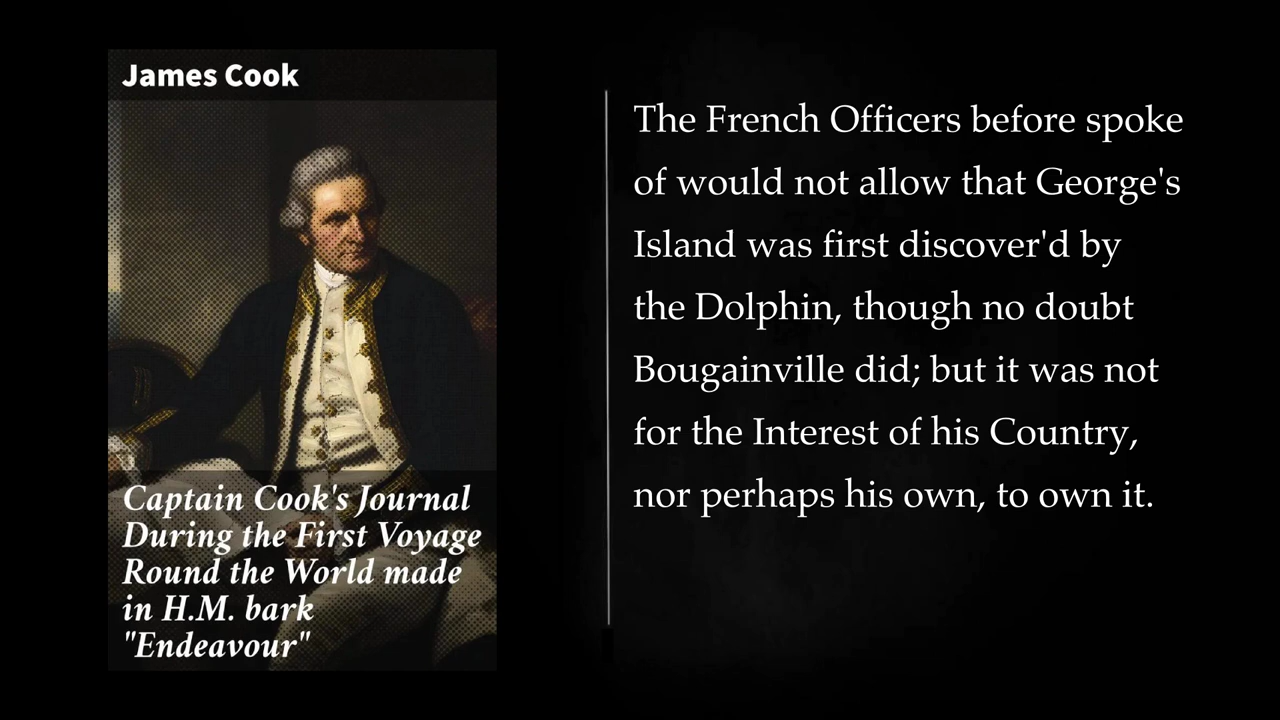 James Cook
Captain Cook's Journal
During the First Voyage
Round the World made
in H.M. bark
"Endeavour"
The French Officers before spoke
of would not allow that George's
Island was first discover'd by
the Dolphin, though no doubt
Bougainville did; but it was not
for the Interest of his Country,
nor perhaps his own, to own it.